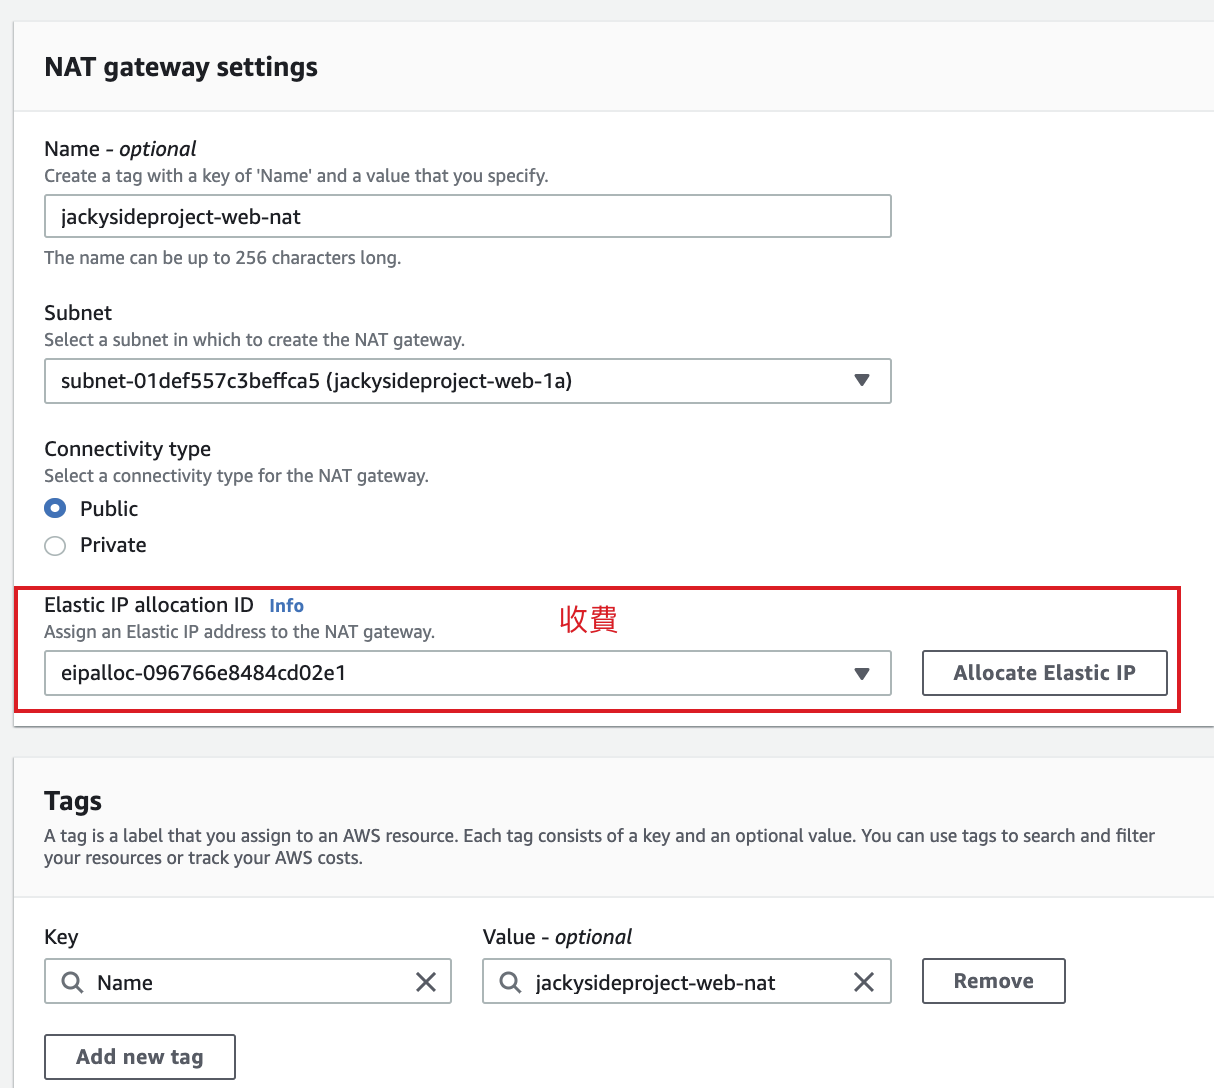 NAT gateway settings
Name - optional
Create a tag with a key of 'Name' and a value that you specify.
jackysideproject-web-nat
The name can be up to 256 characters long.
Subnet
Select a subnet in which to create the NAT gateway.
subnet-01def557c3beffca5 (jackysideproject-web-1a)
Connectivity type
Select a connectivity type for the NAT gateway.
Public
Private
Elastic IP allocation ID Info
收費
Assign an Elastic IP address to the NAT gateway.
eipalloc-096766e8484cd02e1
Allocate Elastic IP
Tags
A tag is a label that you assign to an AWS resource. Each tag consists of a key and an optional value. You can use tags to search and filter
your resources or track your AWS costs.
Key
Value - optional
Name
jackysideproject-web-nat
Remove
Add new tag